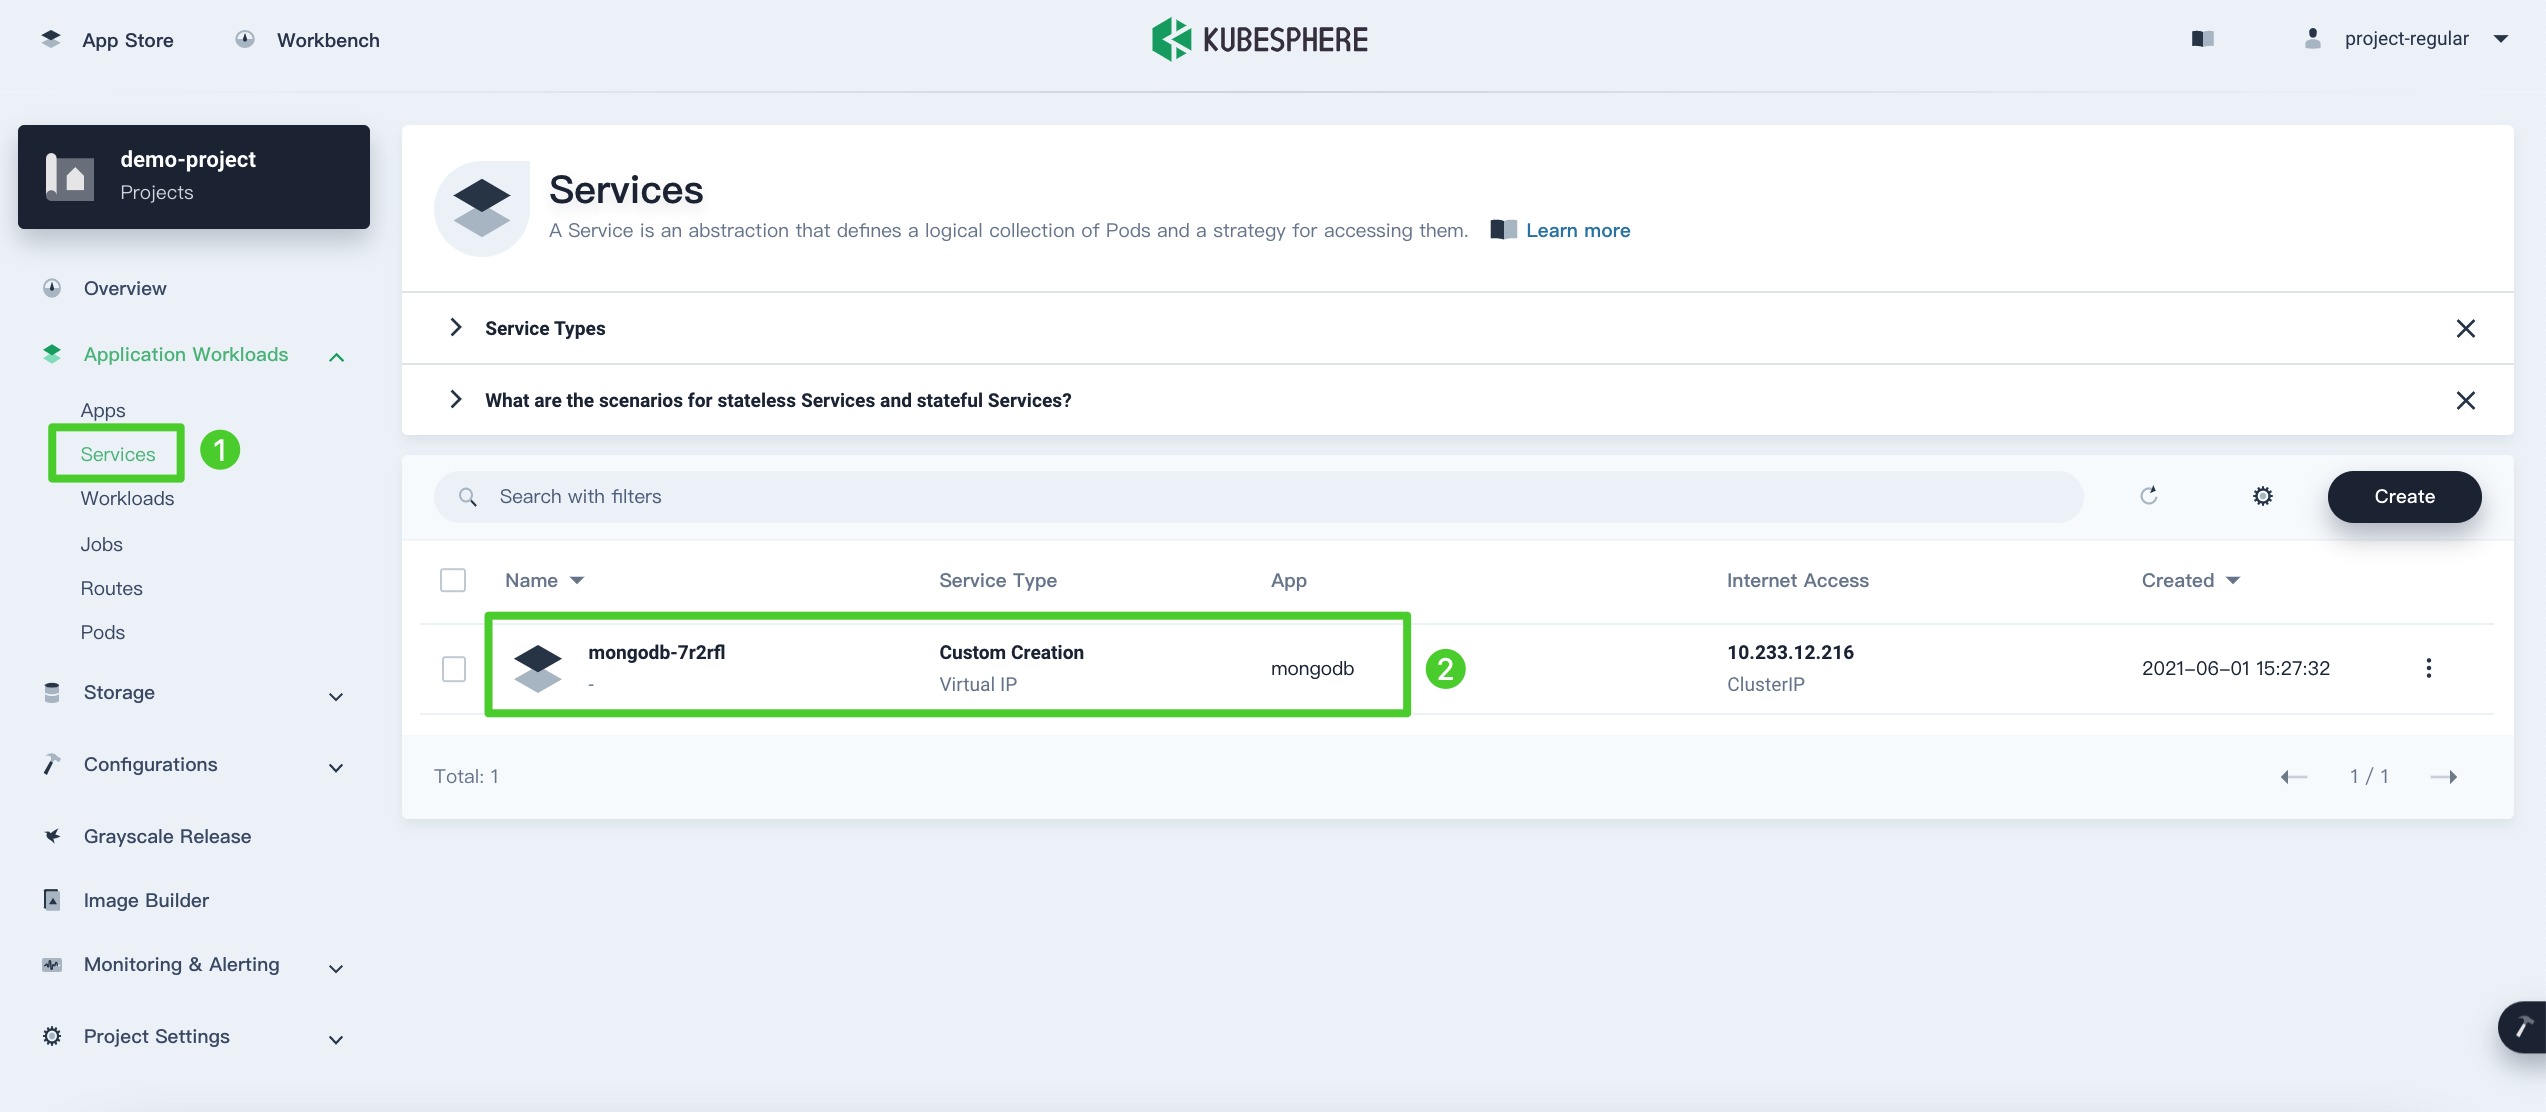 App Store
Workbench
KUBESPHERE
project-regular
demo-project
Projects
Overview
Application Workloads
Apps
Services
1
Workloads
Jobs
Routes
Pods
Storage
Configurations
Grayscale Release
Image Builder
Monitoring & Alerting
Project Settings
Services
A Service is an abstraction that defines a logical collection of Pods and a strategy for accessing them.
Learn more
Service Types
What are the scenarios for stateless Services and stateful Services?
Search with filters
Create
Name
Service Type
App
Internet Access
Created
mongodb-7r2rfl
-
Custom Creation
Virtual IP
mongodb
2
10.233.12.216
ClusterIP
2021-06-01 15:27:32
Total: 1
1 / 1